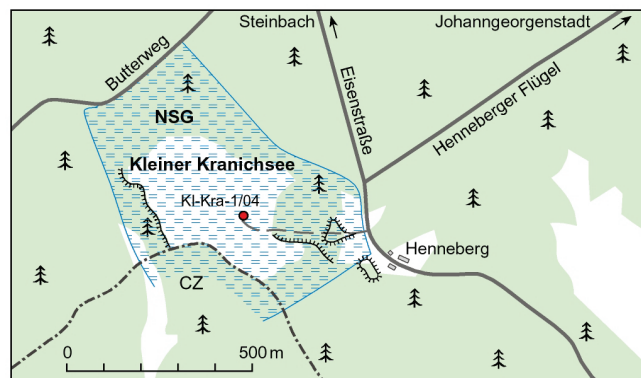 Steinbach
Johanngeorgenstadt
Butterweg
Eisenstraße
Henneberger Flügel
NSG
Kleiner Kranichsee
Kl-Kra-1/04
Henneberg
CZ
0 500 m